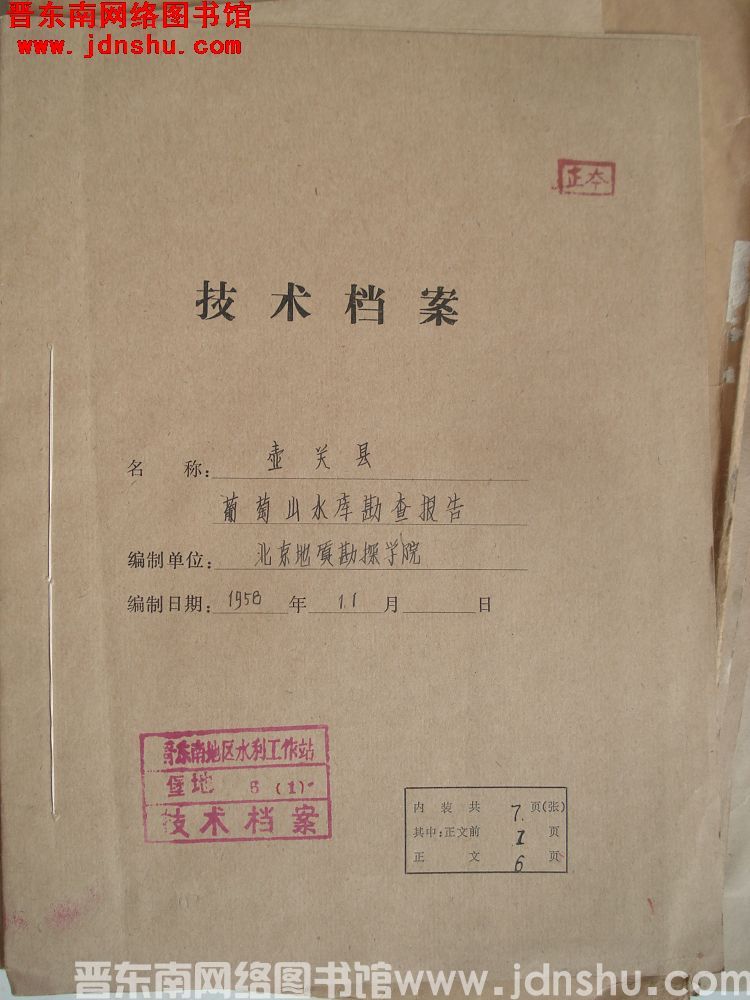 晋东南网络图书馆
www.jdnshu.com
正本
技术档案
名称：壶关县
葡萄山水库勘查报告
编制单位：北京地质勘探学院
编制日期：1958年11月 日
晋东南地区水利工作站
堡地 5(1)-
技术档案
内装共 7 页(张)
其中:正文前 1 页
正文 6 页
晋东南网络图书馆www.jdnshu.com